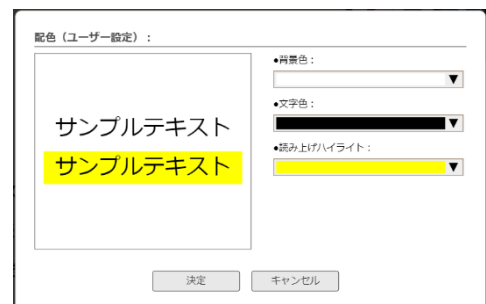 配色（ユーザー設定）：
サンプルテキスト
サンプルテキスト
●背景色：
▼
●文字色：
▼
●読み上げハイライト：
▼
決定
キャンセル